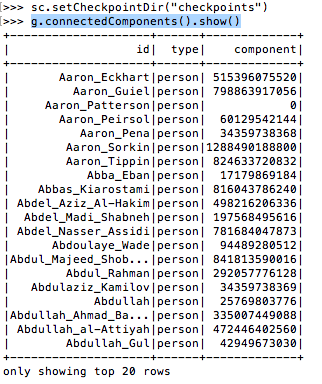 >>> sc.setCheckpointDir("checkpoints")
>>> g.connectedComponents().show()
+--------------------+------+-------------+
|                  id|  type|    component|
+--------------------+------+-------------+
|       Aaron_Eckhart|person| 515396075520|
|         Aaron_Guiel|person| 798863917056|
|     Aaron_Patterson|person|            0|
|       Aaron_Peirsol|person|  60129542144|
|          Aaron_Pena|person|  34359738368|
|        Aaron_Sorkin|person|1288490188800|
|        Aaron_Tippin|person| 824633720832|
|           Abba_Eban|person|  17179869184|
|    Abbas_Kiarostami|person| 816043786240|
| Abdel_Aziz_Al-Hakim|person| 498216206336|
|  Abdel_Madi_Shabneh|person| 197568495616|
| Abdel_Nasser_Assidi|person| 781684047873|
|      Abdoulaye_Wade|person|  94489280512|
|Abdul_Majeed_Shob...|person| 841813590016|
|        Abdul_Rahman|person| 292057776128|
|   Abdulaziz_Kamilov|person|  34359738369|
|            Abdullah|person|  25769803776|
|Abdullah_Ahmad_Ba...|person| 335007449088|
|  Abdullah_al-Attiyah|person| 472446402560|
|        Abdullah_Gul|person|  42949673030|
+--------------------+------+-------------+
only showing top 20 rows